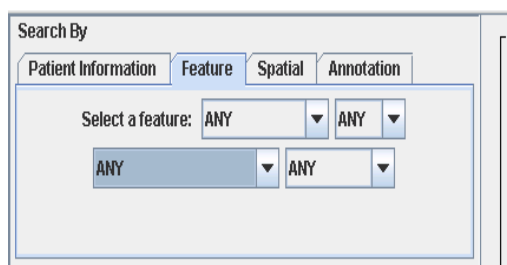 Search By
Patient Information Feature Spatial Annotation
Select a feature: ANY ANY
ANY ANY